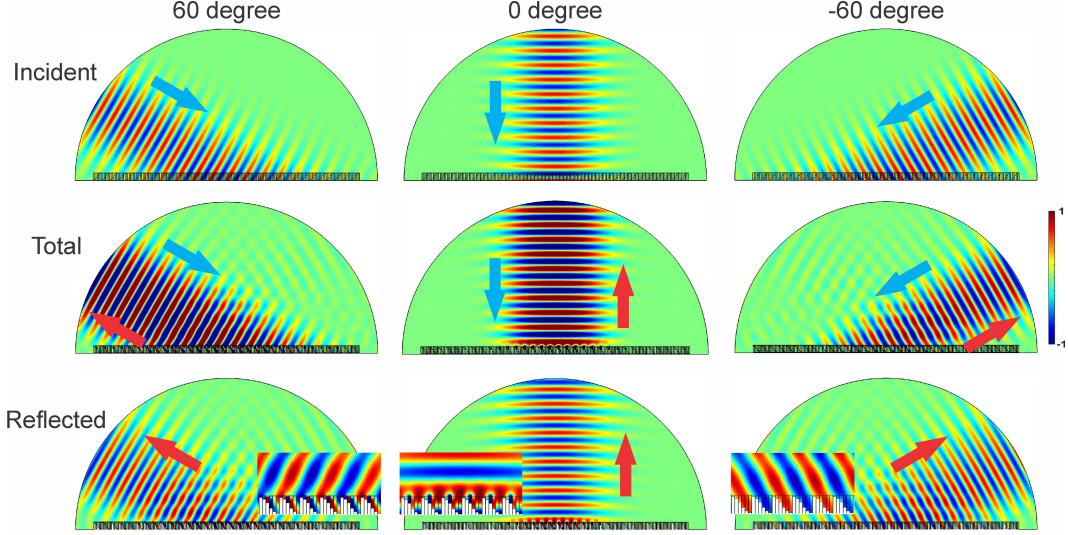 60 degree
0 degree
-60 degree
Incident
Total
1
-1
Reflected